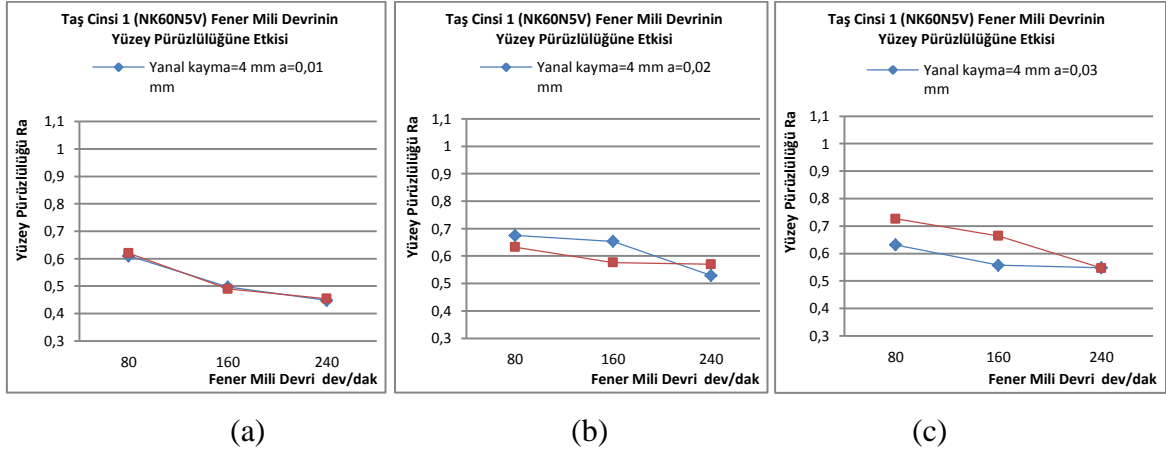 Taş Cinsi 1 (NK60N5V) Fener Mili Devrinin
Yüzey Pürüzlülüğüne Etkisi
Yanal kayma=4 mm a=0,01
mm
Yüzey Pürüzlülüğü Ra
1,1
1
0,9
0,8
0,7
0,6
0,5
0,4
0,3
80 160 240
Fener Mili Devri dev/dak
(a)
Taş Cinsi 1 (NK60N5V) Fener Mili Devrinin
Yüzey Pürüzlülüğüne Etkisi
Yanal kayma=4 mm a=0,02
mm
Yüzey Pürüzlülüğü Ra
1,1
1
0,9
0,8
0,7
0,6
0,5
0,4
0,3
80 160 240
Fener Mili Devri dev/dak
(b)
Taş Cinsi 1 (NK60N5V) Fener Mili Devrinin
Yüzey Pürüzlülüğüne Etkisi
Yanal kayma=4 mm a=0,03
mm
Yüzey Pürüzlülüğü Ra
1,1
1
0,9
0,8
0,7
0,6
0,5
0,4
0,3
80 160 240
Fener Mili Devri dev/dak
(c)